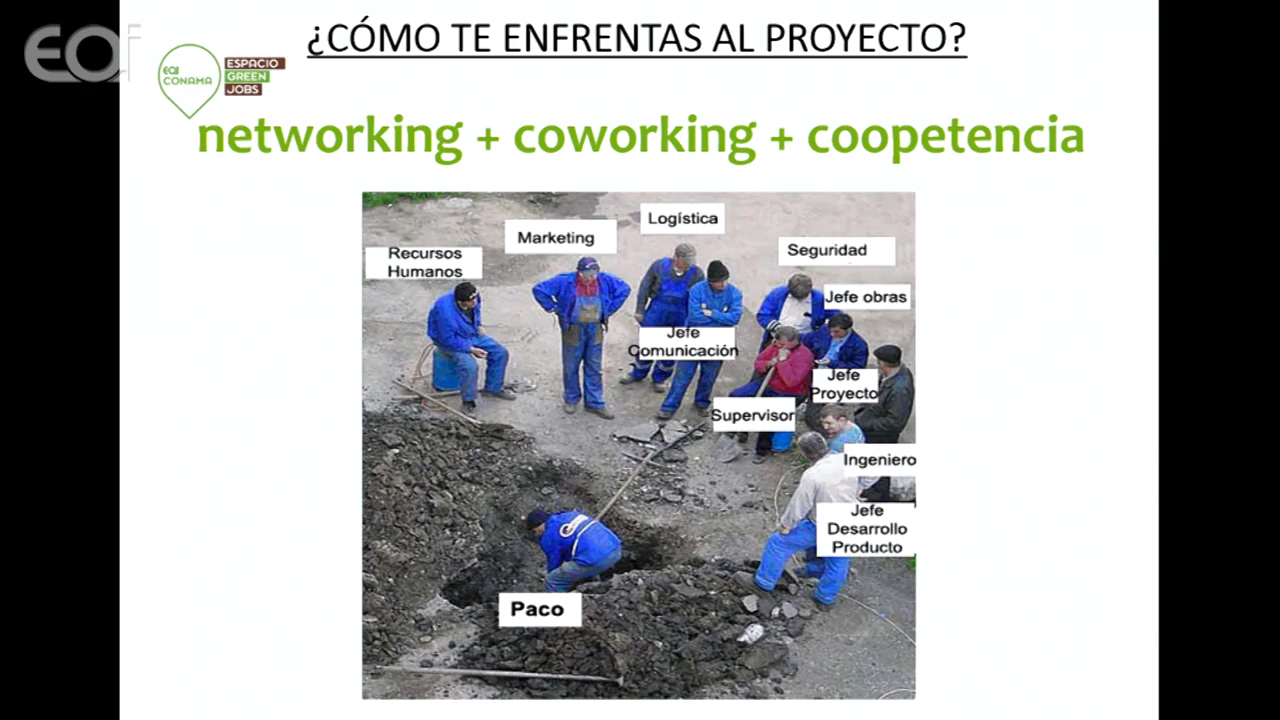 eoi
¿CÓMO TE ENFRENTAS AL PROYECTO?
EOI
CONAMA
ESPACIO
GREEN
JOBS
networking + coworking + coopetencia
Logística
Marketing
Recursos
Humanos
Seguridad
Jefe obras
Jefe
Comunicación
Jefe
Proyecto
Supervisor
Ingeniero
Jefe
Desarrollo
Producto
Paco